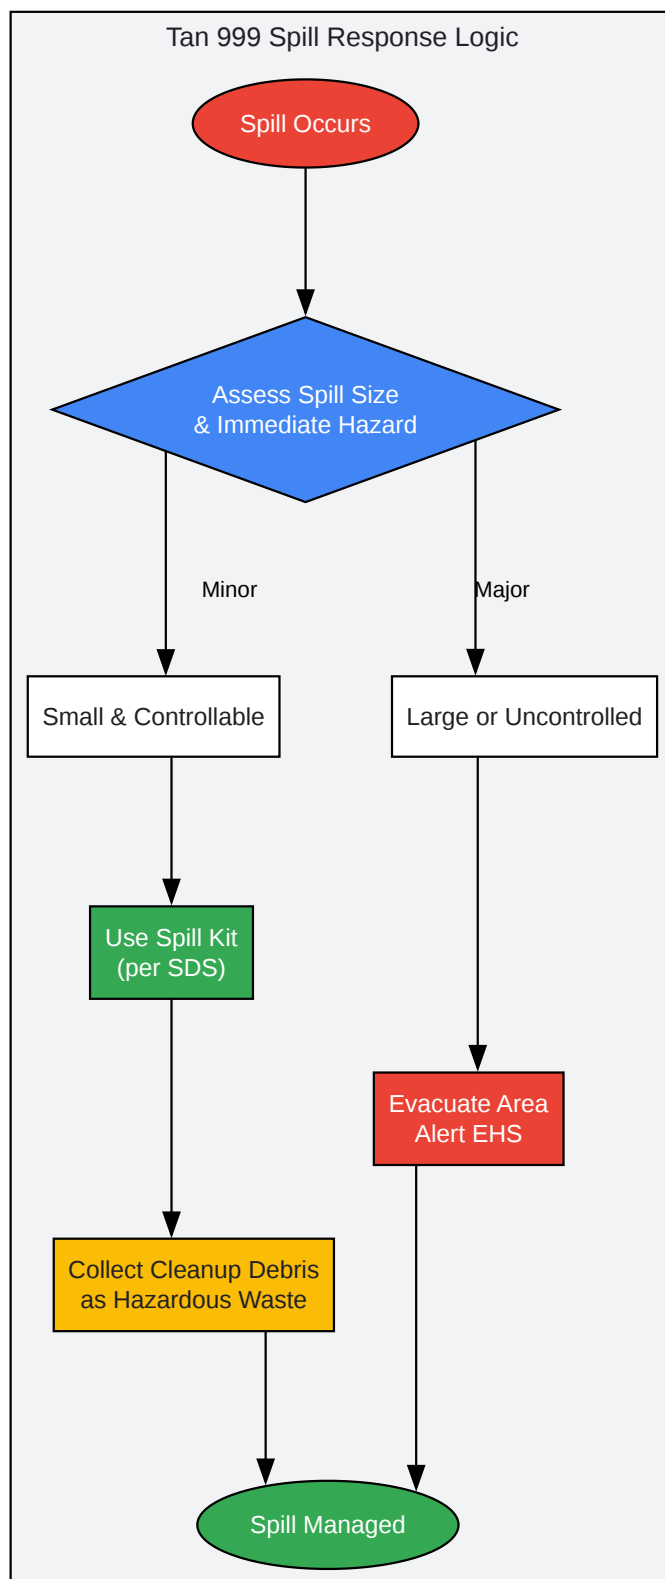 Tan 999 Spill Response Logic
Spill Occurs
Assess Spill Size
& Immediate Hazard
Minor
Major
Small & Controllable
Large or Uncontrolled
Use Spill Kit
(per SDS)
Evacuate Area
Alert EHS
Collect Cleanup Debris
as Hazardous Waste
Spill Managed